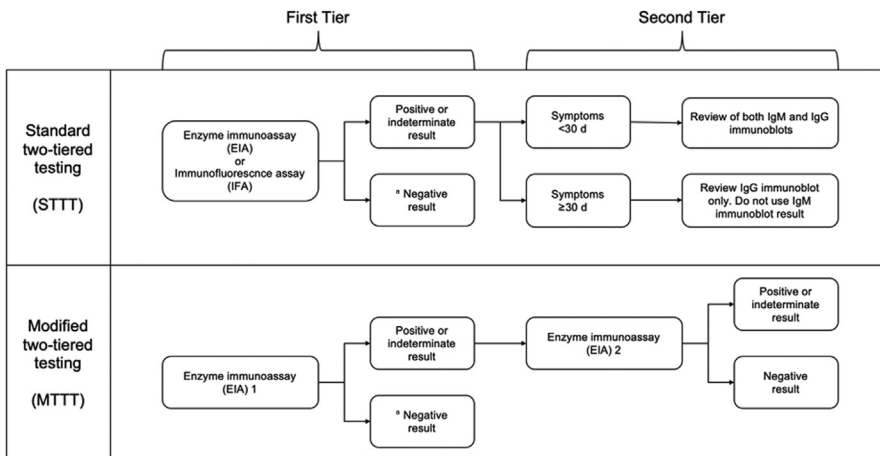 First Tier
Second Tier
Standard
two-tiered
testing
(STTT)
Enzyme immunoassay
(EIA)
or
Immunofluorescnce assay
(IFA)
Positive or
indeterminate
result
ª Negative
result
Symptoms
<30 d
Review of both IgM and IgG
immunoblots
Symptoms
≥30 d
Review IgG immunoblot
only. Do not use IgM
immunoblot result
Modified
two-tiered
testing
(MTTT)
Enzyme immunoassay
(EIA) 1
Positive or
indeterminate
result
ª Negative
result
Enzyme immunoassay
(EIA) 2
Positive or
indeterminate
result
Negative
result